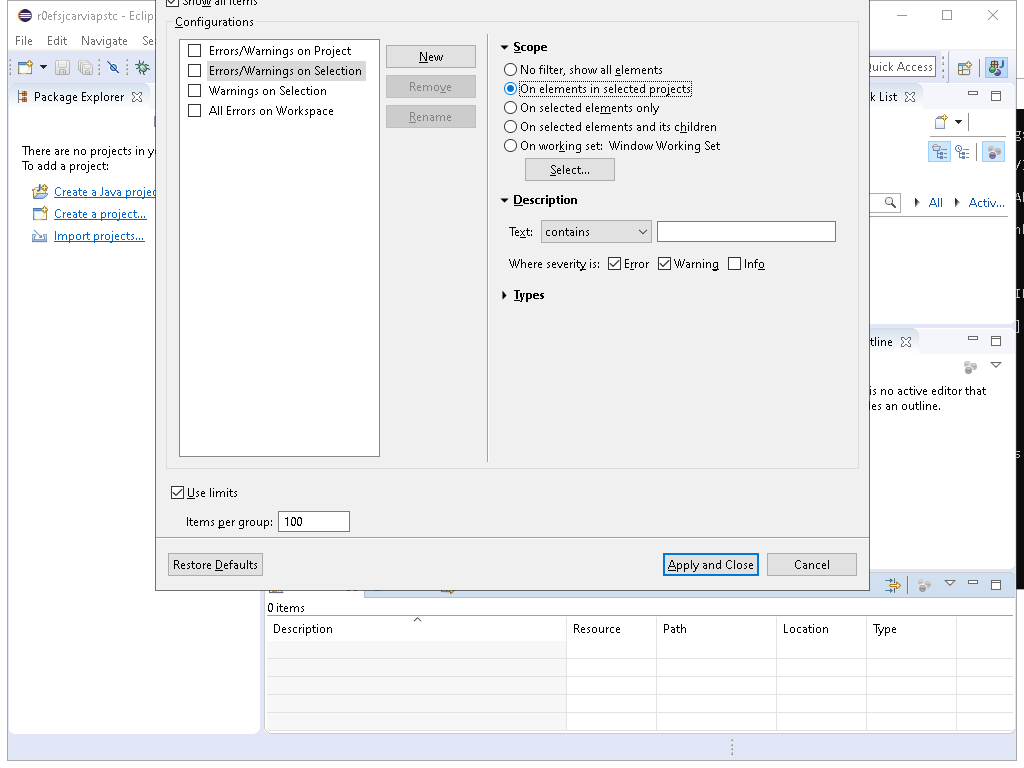 r0efsjcarviapstc - Eclip
Show all items
File Edit Navigate Se
Configurations
Errors/Warnings on Project
Errors/Warnings on Selection
Warnings on Selection
All Errors on Workspace
New
Remove
Rename
Scope
No filter, show all elements
On elements in selected projects
On selected elements only
On selected elements and its children
On working set: Window Working Set
Select...
Description
Text: contains
Where severity is: Error Warning Info
Types
Use limits
Items per group: 100
Restore Defaults
Apply and Close
Cancel
Package Explorer
There are no projects in y
To add a project:
Create a Java projec
Create a project...
Import projects...
Quick Access
k List
All Activ...
tline
is no active editor that
les an outline.
0 items
Description Resource Path Location Type